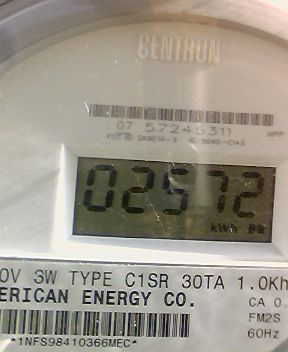 CENTRON®
07 57245311
02572
kWh
0V 3W TYPE C1SR 30TA 1.0Kh
ERICAN ENERGY CO.
CA 0.
FM2S
60Hz
*1NFS98410366MEC*